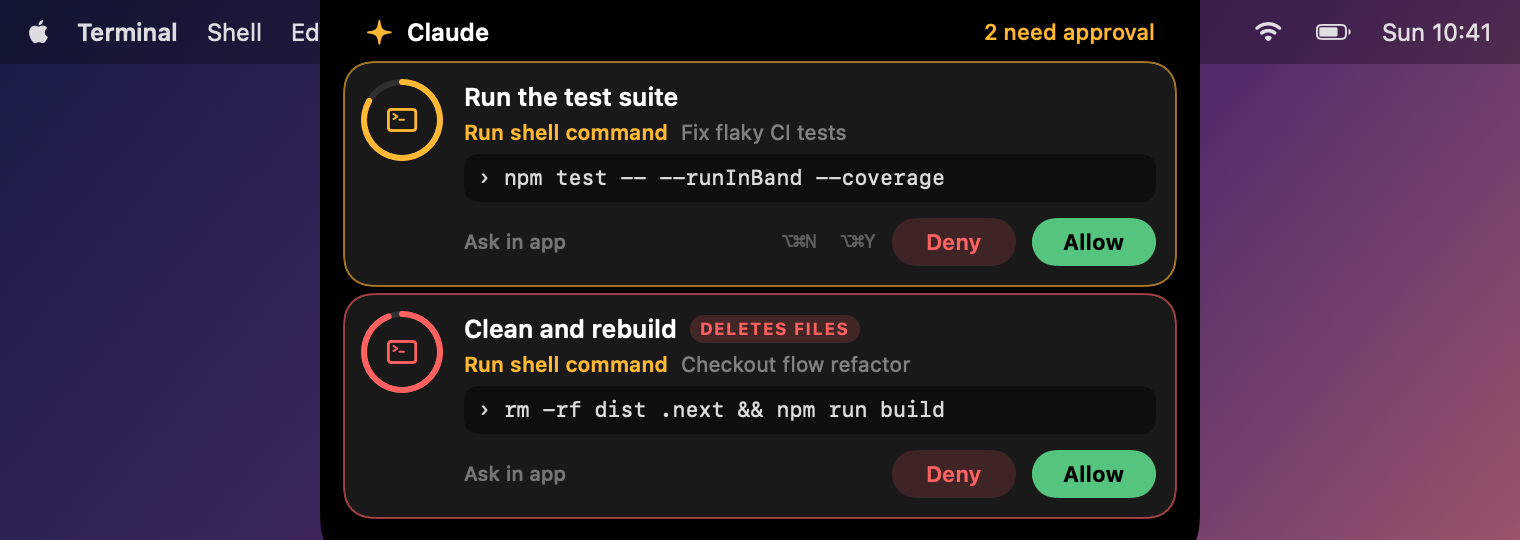 Terminal Shell Ed
Claude
2 need approval
Sun 10:41
Run the test suite
Run shell command Fix flaky CI tests
› npm test -- --runInBand --coverage
Ask in app ⌥⌘N ⌥⌘Y Deny Allow
Clean and rebuild DELETES FILES
Run shell command Checkout flow refactor
› rm -rf dist .next && npm run build
Ask in app Deny Allow